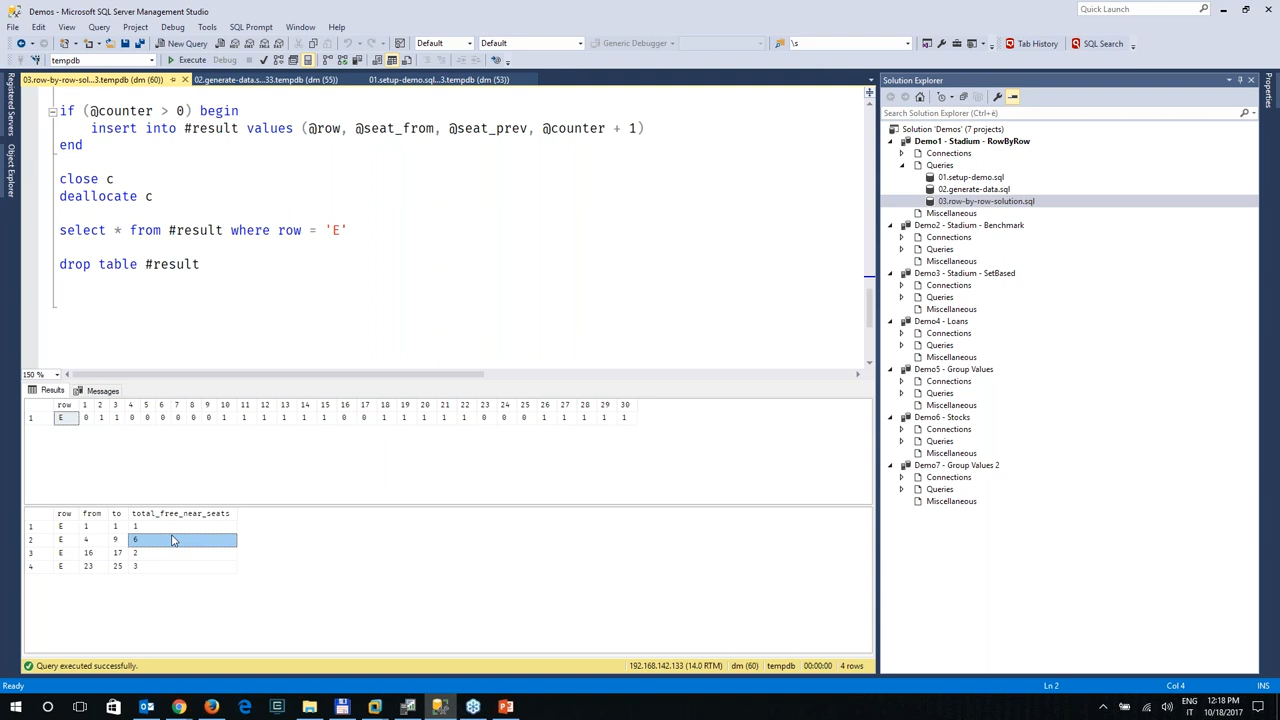 Demos - Microsoft SQL Server Management Studio
Quick Launch
File Edit View Query Project Debug Tools SQL Prompt Window Help
New Query Default Default Generic Debugger \s Tab History SQL Search
tempdb Execute Debug
03.row-by-row-sol...3.tempdb (dm (60)) 02.generate-data.s...33.tempdb (dm (55)) 01.setup-demo.sql...3.tempdb (dm (53))
Registered Servers
Object Explorer
if (@counter > 0) begin
insert into #result values (@row, @seat_from, @seat_prev, @counter + 1)
end
close c
deallocate c
select * from #result where row = 'E'
drop table #result
150 %
Results Messages
row 1 2 3 4 5 6 7 8 9 10 11 12 13 14 15 16 17 18 19 20 21 22 23 24 25 26 27 28 29 30
1 E 0 1 1 0 0 0 0 0 0 1 1 1 1 1 1 0 0 1 1 1 1 1 0 0 0 1 1 1 1 1
row from to total_free_near_seats
1 E 1 1 1
2 E 4 9 6
3 E 16 17 2
4 E 23 25 3
Query executed successfully. 192.168.142.133 (14.0 RTM) dm (60) tempdb 00:00:00 4 rows
Solution Explorer
Search Solution Explorer (Ctrl+è)
Solution 'Demos' (7 projects)
Demo1 - Stadium - RowByRow
Connections
Queries
01.setup-demo.sql
02.generate-data.sql
03.row-by-row-solution.sql
Miscellaneous
Demo2 - Stadium - Benchmark
Connections
Queries
Miscellaneous
Demo3 - Stadium - SetBased
Connections
Queries
Miscellaneous
Demo4 - Loans
Connections
Queries
Miscellaneous
Demo5 - Group Values
Connections
Queries
Miscellaneous
Demo6 - Stocks
Connections
Queries
Miscellaneous
Demo7 - Group Values 2
Connections
Queries
Miscellaneous
Properties
Ready Ln 2 Col 4 INS
ENG 12:18 PM
IT 10/18/2017